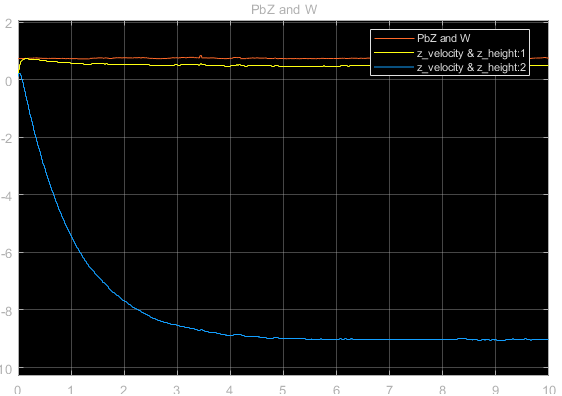 PbZ and W
PbZ and W
z_velocity & z_height:1
z_velocity & z_height:2
2
0
-2
-4
-6
-8
-10
0 1 2 3 4 5 6 7 8 9 10